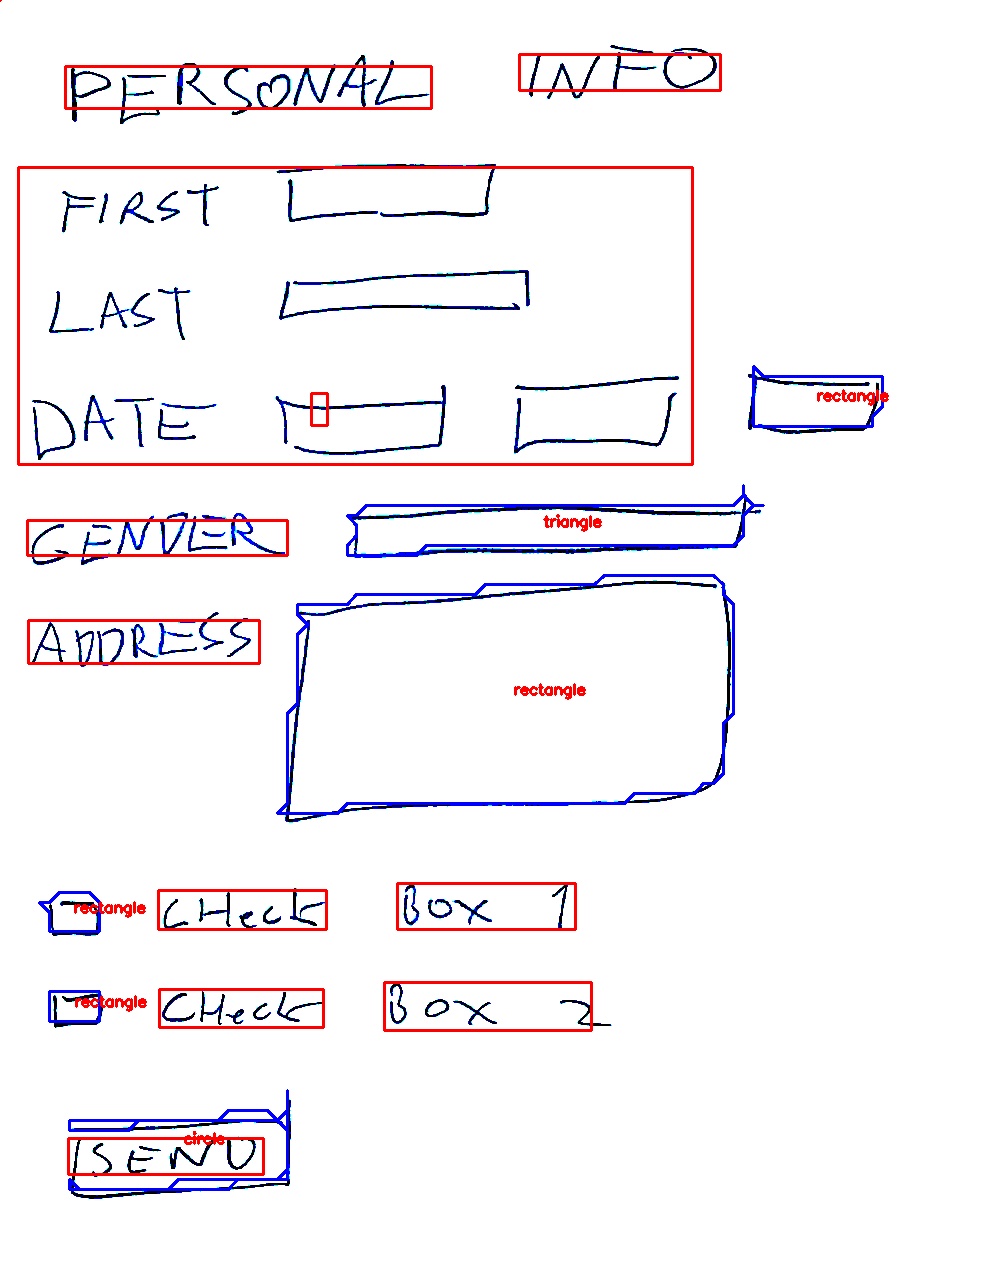 PERSONAL INFO
FIRST
LAST
DATE
rectangle
GENDER
triangle
ADDRESS
rectangle
rectangle
CHecK BOX 1
rectangle
CHecK BOX 2
circle
SEND